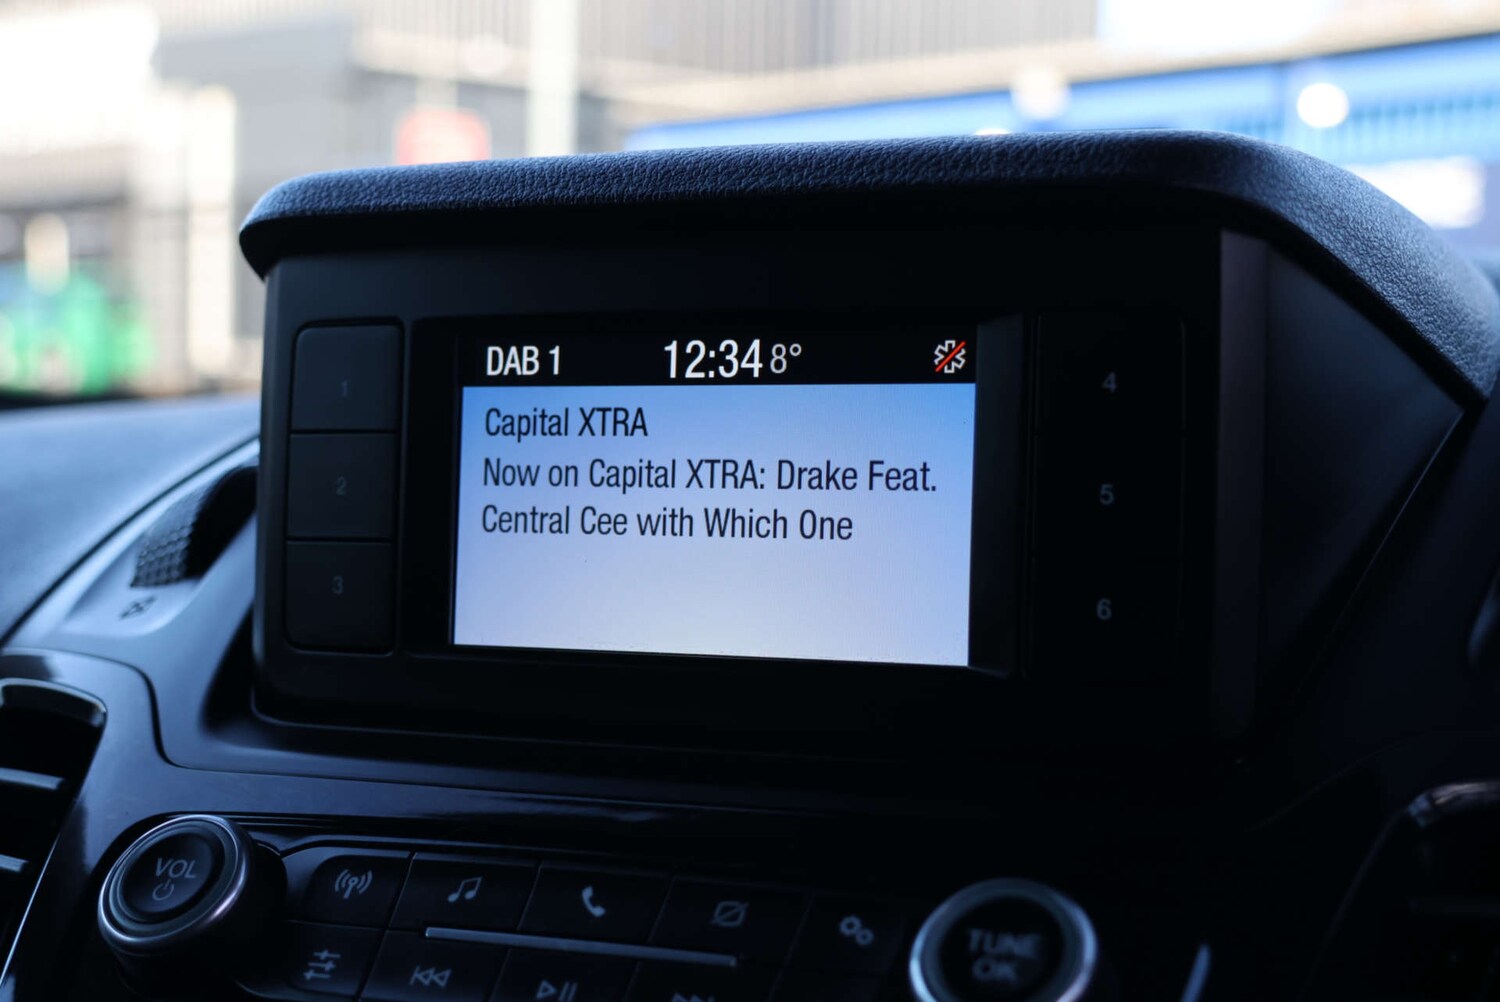 DAB 1 12:34 8°
Capital XTRA
Now on Capital XTRA: Drake Feat.
Central Cee with Which One
1
2
3
4
5
6
VOL
TUNE
OK